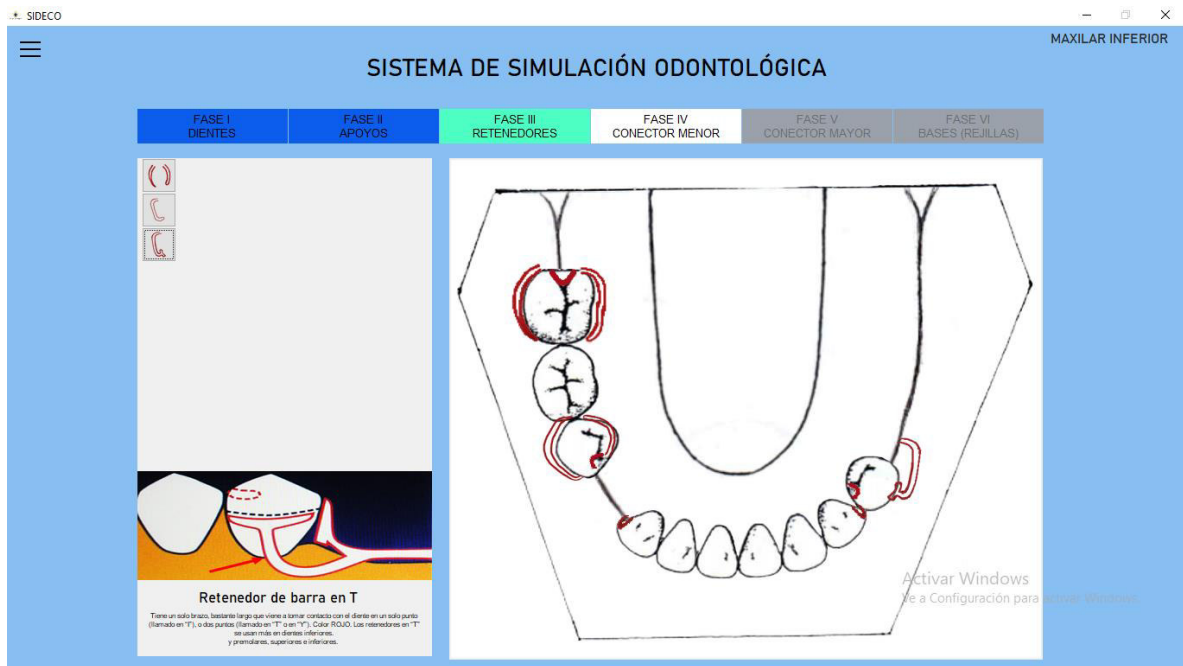 SIDECO
MAXILAR INFERIOR
SISTEMA DE SIMULACIÓN ODONTOLÓGICA
FASE I
DIENTES
FASE II
APOYOS
FASE III
RETENEDORES
FASE IV
CONECTOR MENOR
FASE V
CONECTOR MAYOR
FASE VI
BASES (REJILLAS)
Retenedor de barra en T
Tiene un solo brazo, bastante largo que viene a tomar contacto con el diente en un solo punto
(llamado en "I"), o dos puntos (llamado en "T" o en "Y"). Color ROJO. Los retenedores en "T"
se usan más en dientes inferiores.
y premolares, superiores e inferiores.
Activar Windows
Ve a Configuración para activar Windows.